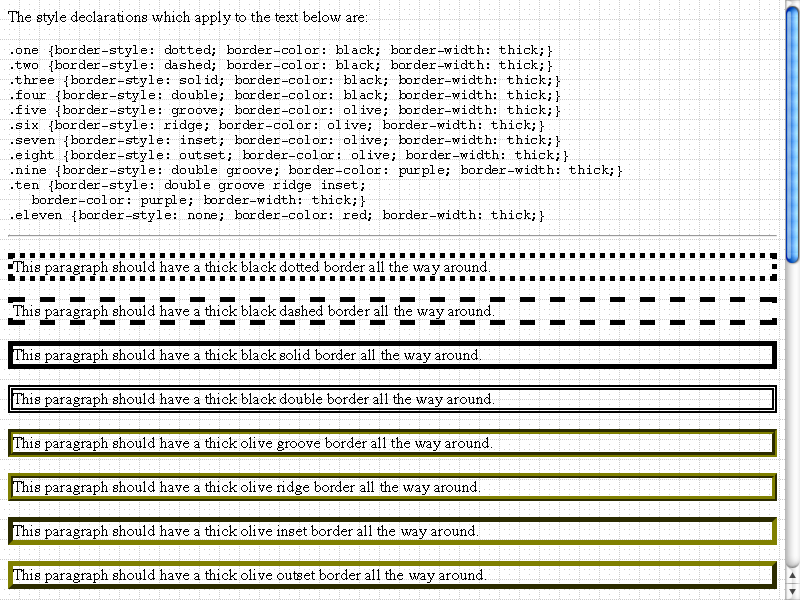 The style declarations which apply to the text below are:
.one {border-style: dotted; border-color: black; border-width: thick;}
.two {border-style: dashed; border-color: black; border-width: thick;}
.three {border-style: solid; border-color: black; border-width: thick;}
.four {border-style: double; border-color: black; border-width: thick;}
.five {border-style: groove; border-color: olive; border-width: thick;}
.six {border-style: ridge; border-color: olive; border-width: thick;}
.seven {border-style: inset; border-color: olive; border-width: thick;}
.eight {border-style: outset; border-color: olive; border-width: thick;}
.nine {border-style: double groove; border-color: purple; border-width: thick;}
.ten {border-style: double groove ridge inset;
   border-color: purple; border-width: thick;}
.eleven {border-style: none; border-color: red; border-width: thick;}
This paragraph should have a thick black dotted border all the way around.
This paragraph should have a thick black dashed border all the way around.
This paragraph should have a thick black solid border all the way around.
This paragraph should have a thick black double border all the way around.
This paragraph should have a thick olive groove border all the way around.
This paragraph should have a thick olive ridge border all the way around.
This paragraph should have a thick olive inset border all the way around.
This paragraph should have a thick olive outset border all the way around.